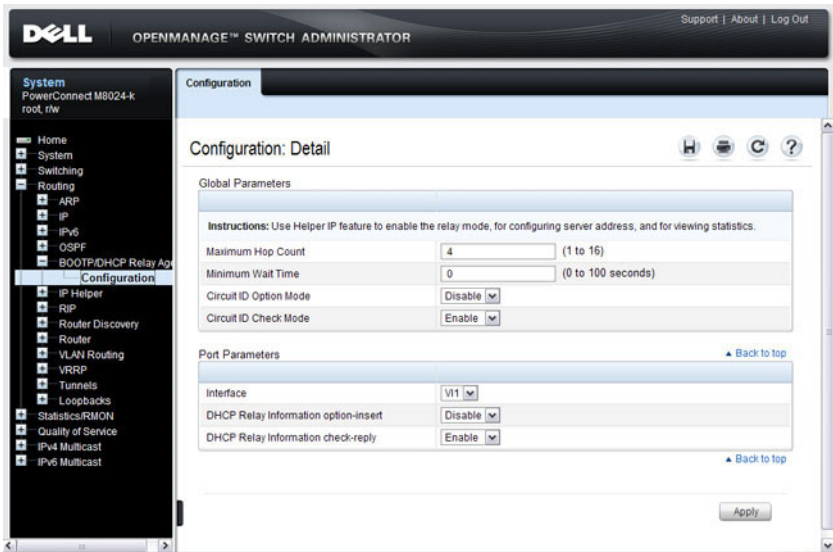 Support | About | Log Out
DELL OPENMANAGE™ SWITCH ADMINISTRATOR
System
PowerConnect M8024-k
root, r/w
Home
System
Switching
Routing
ARP
IP
IPv6
OSPF
BOOTP/DHCP Relay Age
Configuration
IP Helper
RIP
Router Discovery
Router
VLAN Routing
VRRP
Tunnels
Loopbacks
Statistics/RMON
Quality of Service
IPv4 Multicast
IPv6 Multicast
Configuration
Configuration: Detail
Global Parameters
Instructions: Use Helper IP feature to enable the relay mode, for configuring server address, and for viewing statistics.
Maximum Hop Count 4 (1 to 16)
Minimum Wait Time 0 (0 to 100 seconds)
Circuit ID Option Mode Disable
Circuit ID Check Mode Enable
Port Parameters Back to top
Interface Vl1
DHCP Relay Information option-insert Disable
DHCP Relay Information check-reply Enable
Back to top
Apply